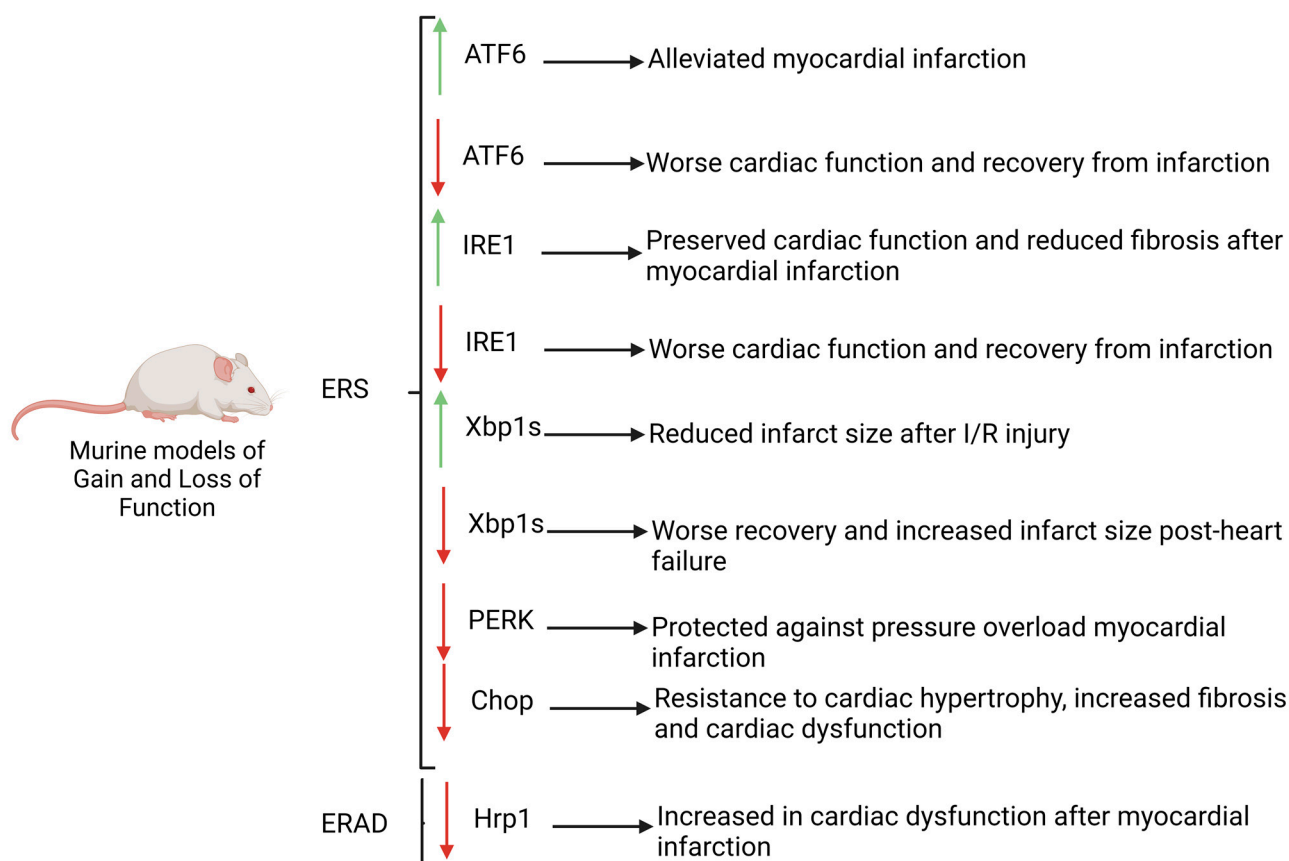 ATF6
Alleviated myocardial infarction
ATF6
Worse cardiac function and recovery from infarction
IRE1
Preserved cardiac function and reduced fibrosis after
myocardial infarction
IRE1
Worse cardiac function and recovery from infarction
Murine models of
Gain and Loss of
Function
ERS
Xbp1s
Reduced infarct size after I/R injury
Xbp1s
Worse recovery and increased infarct size post-heart
failure
PERK
Protected against pressure overload myocardial
infarction
Chop
Resistance to cardiac hypertrophy, increased fibrosis
and cardiac dysfunction
ERAD
Hrp1
Increased in cardiac dysfunction after myocardial
infarction